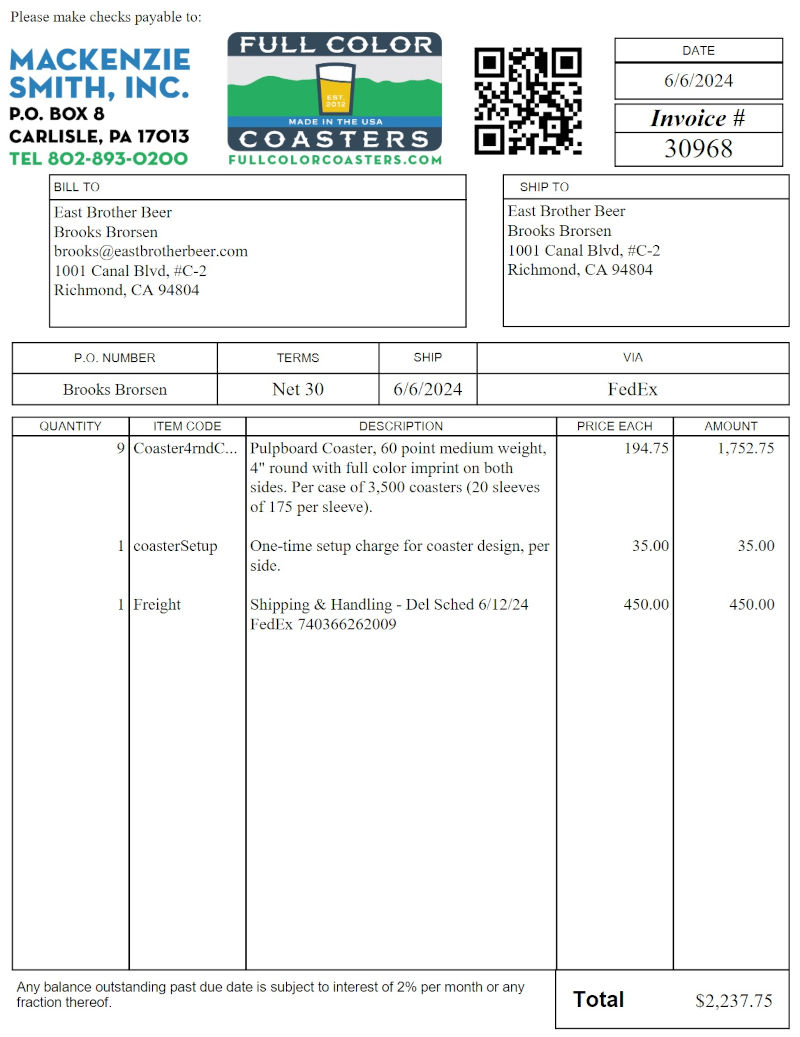 Please make checks payable to:
MACKENZIE
SMITH, INC.
P.O. BOX 8
CARLISLE, PA 17013
TEL 802-893-0200
FULL COLOR
EST.
2012
MADE IN THE USA
COASTERS
FULLCOLORCOASTERS.COM
DATE
6/6/2024
Invoice #
30968
BILL TO
East Brother Beer
Brooks Brorsen
brooks@eastbrotherbeer.com
1001 Canal Blvd, #C-2
Richmond, CA 94804
SHIP TO
East Brother Beer
Brooks Brorsen
1001 Canal Blvd, #C-2
Richmond, CA 94804
P.O. NUMBER TERMS SHIP VIA
Brooks Brorsen Net 30 6/6/2024 FedEx
QUANTITY ITEM CODE DESCRIPTION PRICE EACH AMOUNT
9 Coaster4rndC... Pulpboard Coaster, 60 point medium weight, 194.75 1,752.75
4" round with full color imprint on both
sides. Per case of 3,500 coasters (20 sleeves
of 175 per sleeve).
1 coasterSetup One-time setup charge for coaster design, per 35.00 35.00
side.
1 Freight Shipping & Handling - Del Sched 6/12/24 450.00 450.00
FedEx 740366262009
Any balance outstanding past due date is subject to interest of 2% per month or any
fraction thereof.
Total $2,237.75